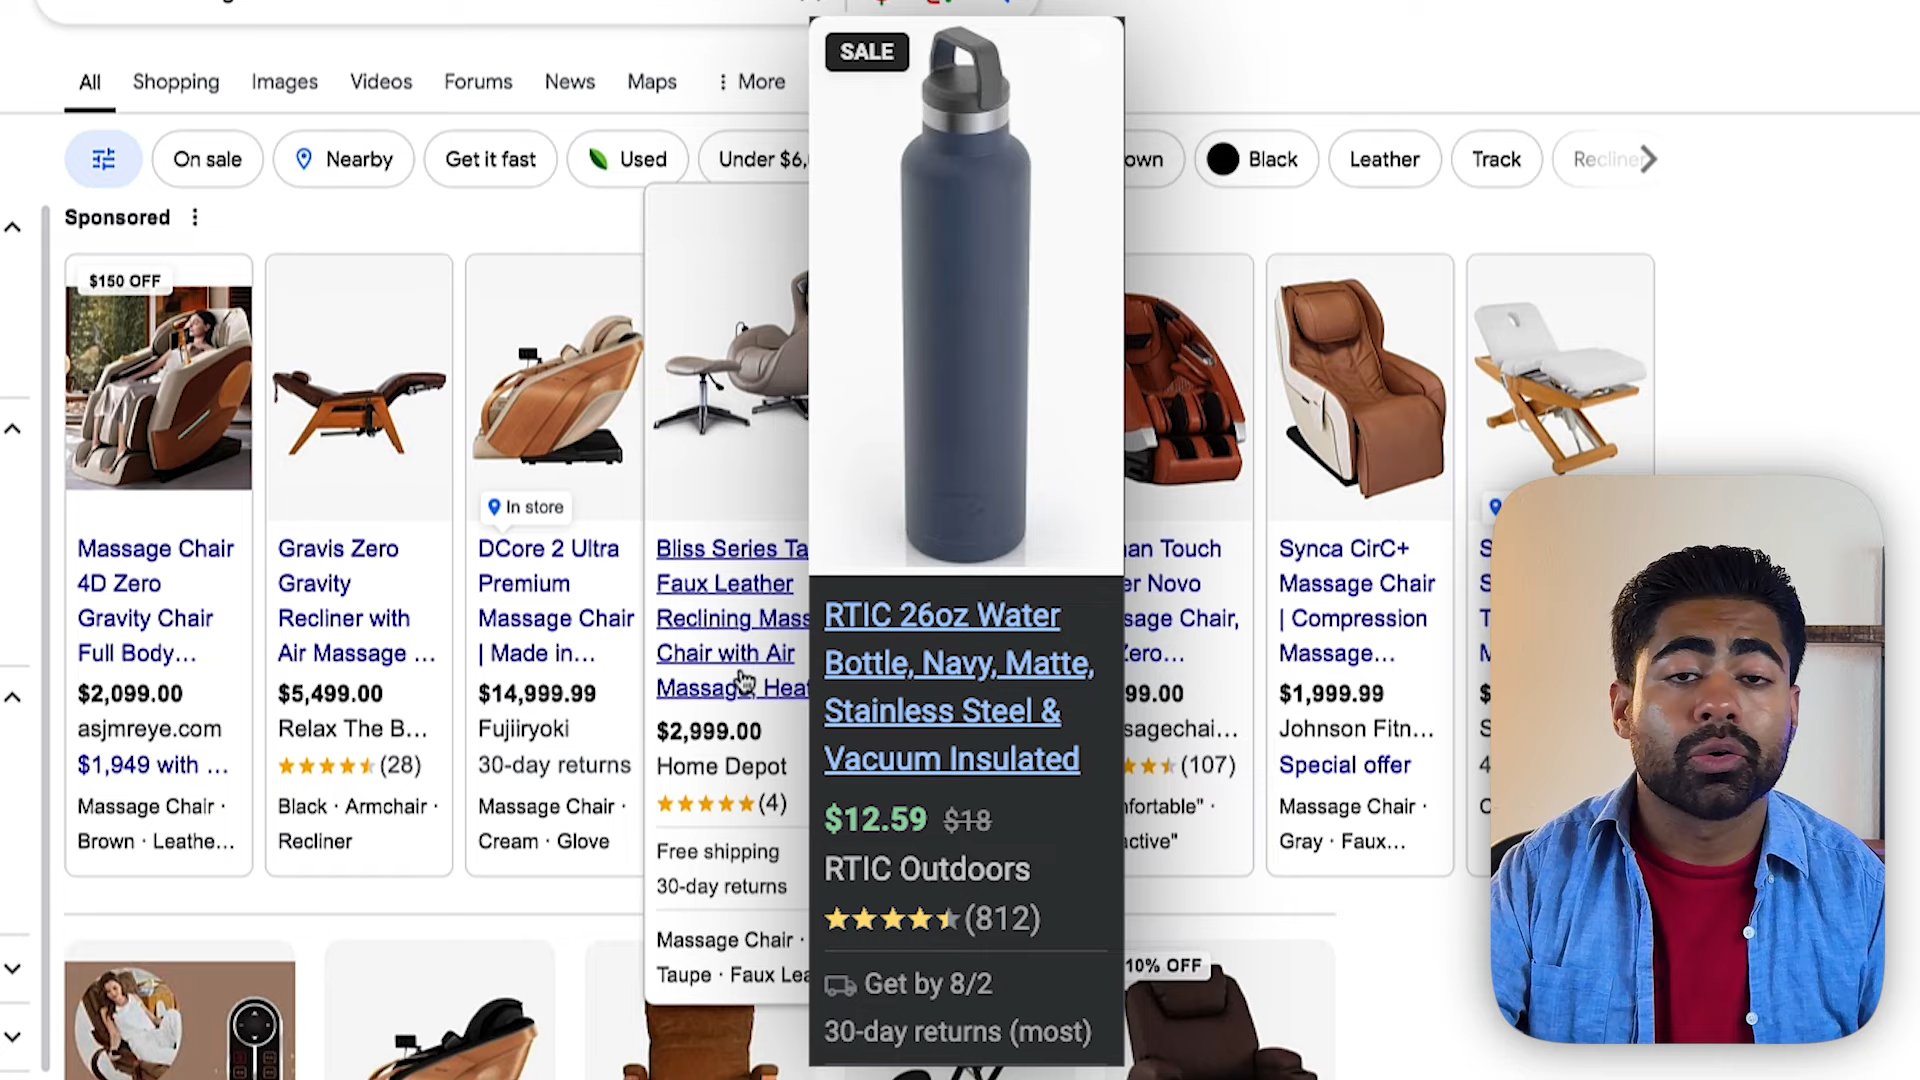 All Shopping Images Videos Forums News Maps More
On sale Nearby Get it fast Used Under $6, own Black Leather Track Recliner
Sponsored
$150 OFF
Massage Chair
4D Zero
Gravity Chair
Full Body...
$2,099.00
asjmreye.com
$1,949 with ...
Massage Chair ·
Brown · Leathe...
Gravis Zero
Gravity
Recliner with
Air Massage ...
$5,499.00
Relax The B...
(28)
Black · Armchair ·
Recliner
In store
DCore 2 Ultra
Premium
Massage Chair
| Made in...
$14,999.99
Fujiiryoki
30-day returns
Massage Chair ·
Cream · Glove
Bliss Series Ta
Faux Leather
Reclining Mass
Chair with Air
Massage, Heat
$2,999.00
Home Depot
(4)
Free shipping
30-day returns
Massage Chair ·
Taupe · Faux Lea
SALE
RTIC 26oz Water
Bottle, Navy, Matte,
Stainless Steel &
Vacuum Insulated
$12.59 $18
RTIC Outdoors
(812)
Get by 8/2
30-day returns (most)
an Touch
er Novo
sage Chair,
Zero...
99.00
sagechai...
(107)
nfortable" ·
active"
Synca CirC+
Massage Chair
| Compression
Massage...
$1,999.99
Johnson Fitn...
Special offer
Massage Chair ·
Gray · Faux...
10% OFF